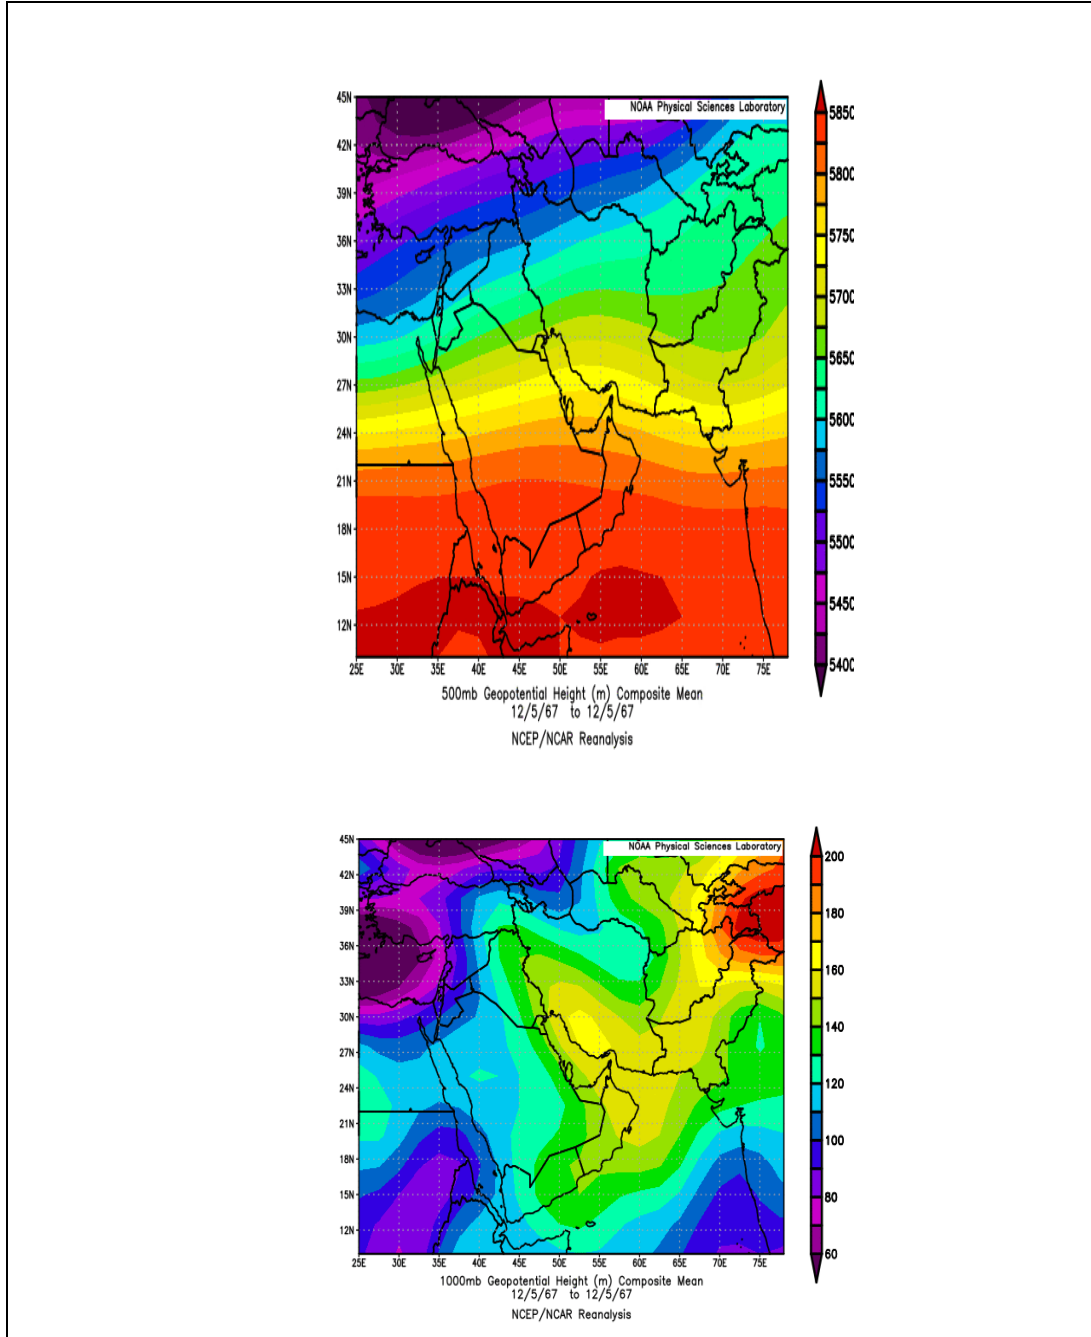 NOAA Physical Sciences Laboratory
45N
42N
39N
36N
33N
30N
27N
24N
21N
18N
15N
12N
25E 30E 35E 40E 45E 50E 55E 60E 65E 70E 75E
5850
5800
5750
5700
5650
5600
5550
5500
5450
5400
500mb Geopotential Height (m) Composite Mean
12/5/67 to 12/5/67
NCEP/NCAR Reanalysis
NOAA Physical Sciences Laboratory
45N
42N
39N
36N
33N
30N
27N
24N
21N
18N
15N
12N
25E 30E 35E 40E 45E 50E 55E 60E 65E 70E 75E
200
180
160
140
120
100
80
60
1000mb Geopotential Height (m) Composite Mean
12/5/67 to 12/5/67
NCEP/NCAR Reanalysis